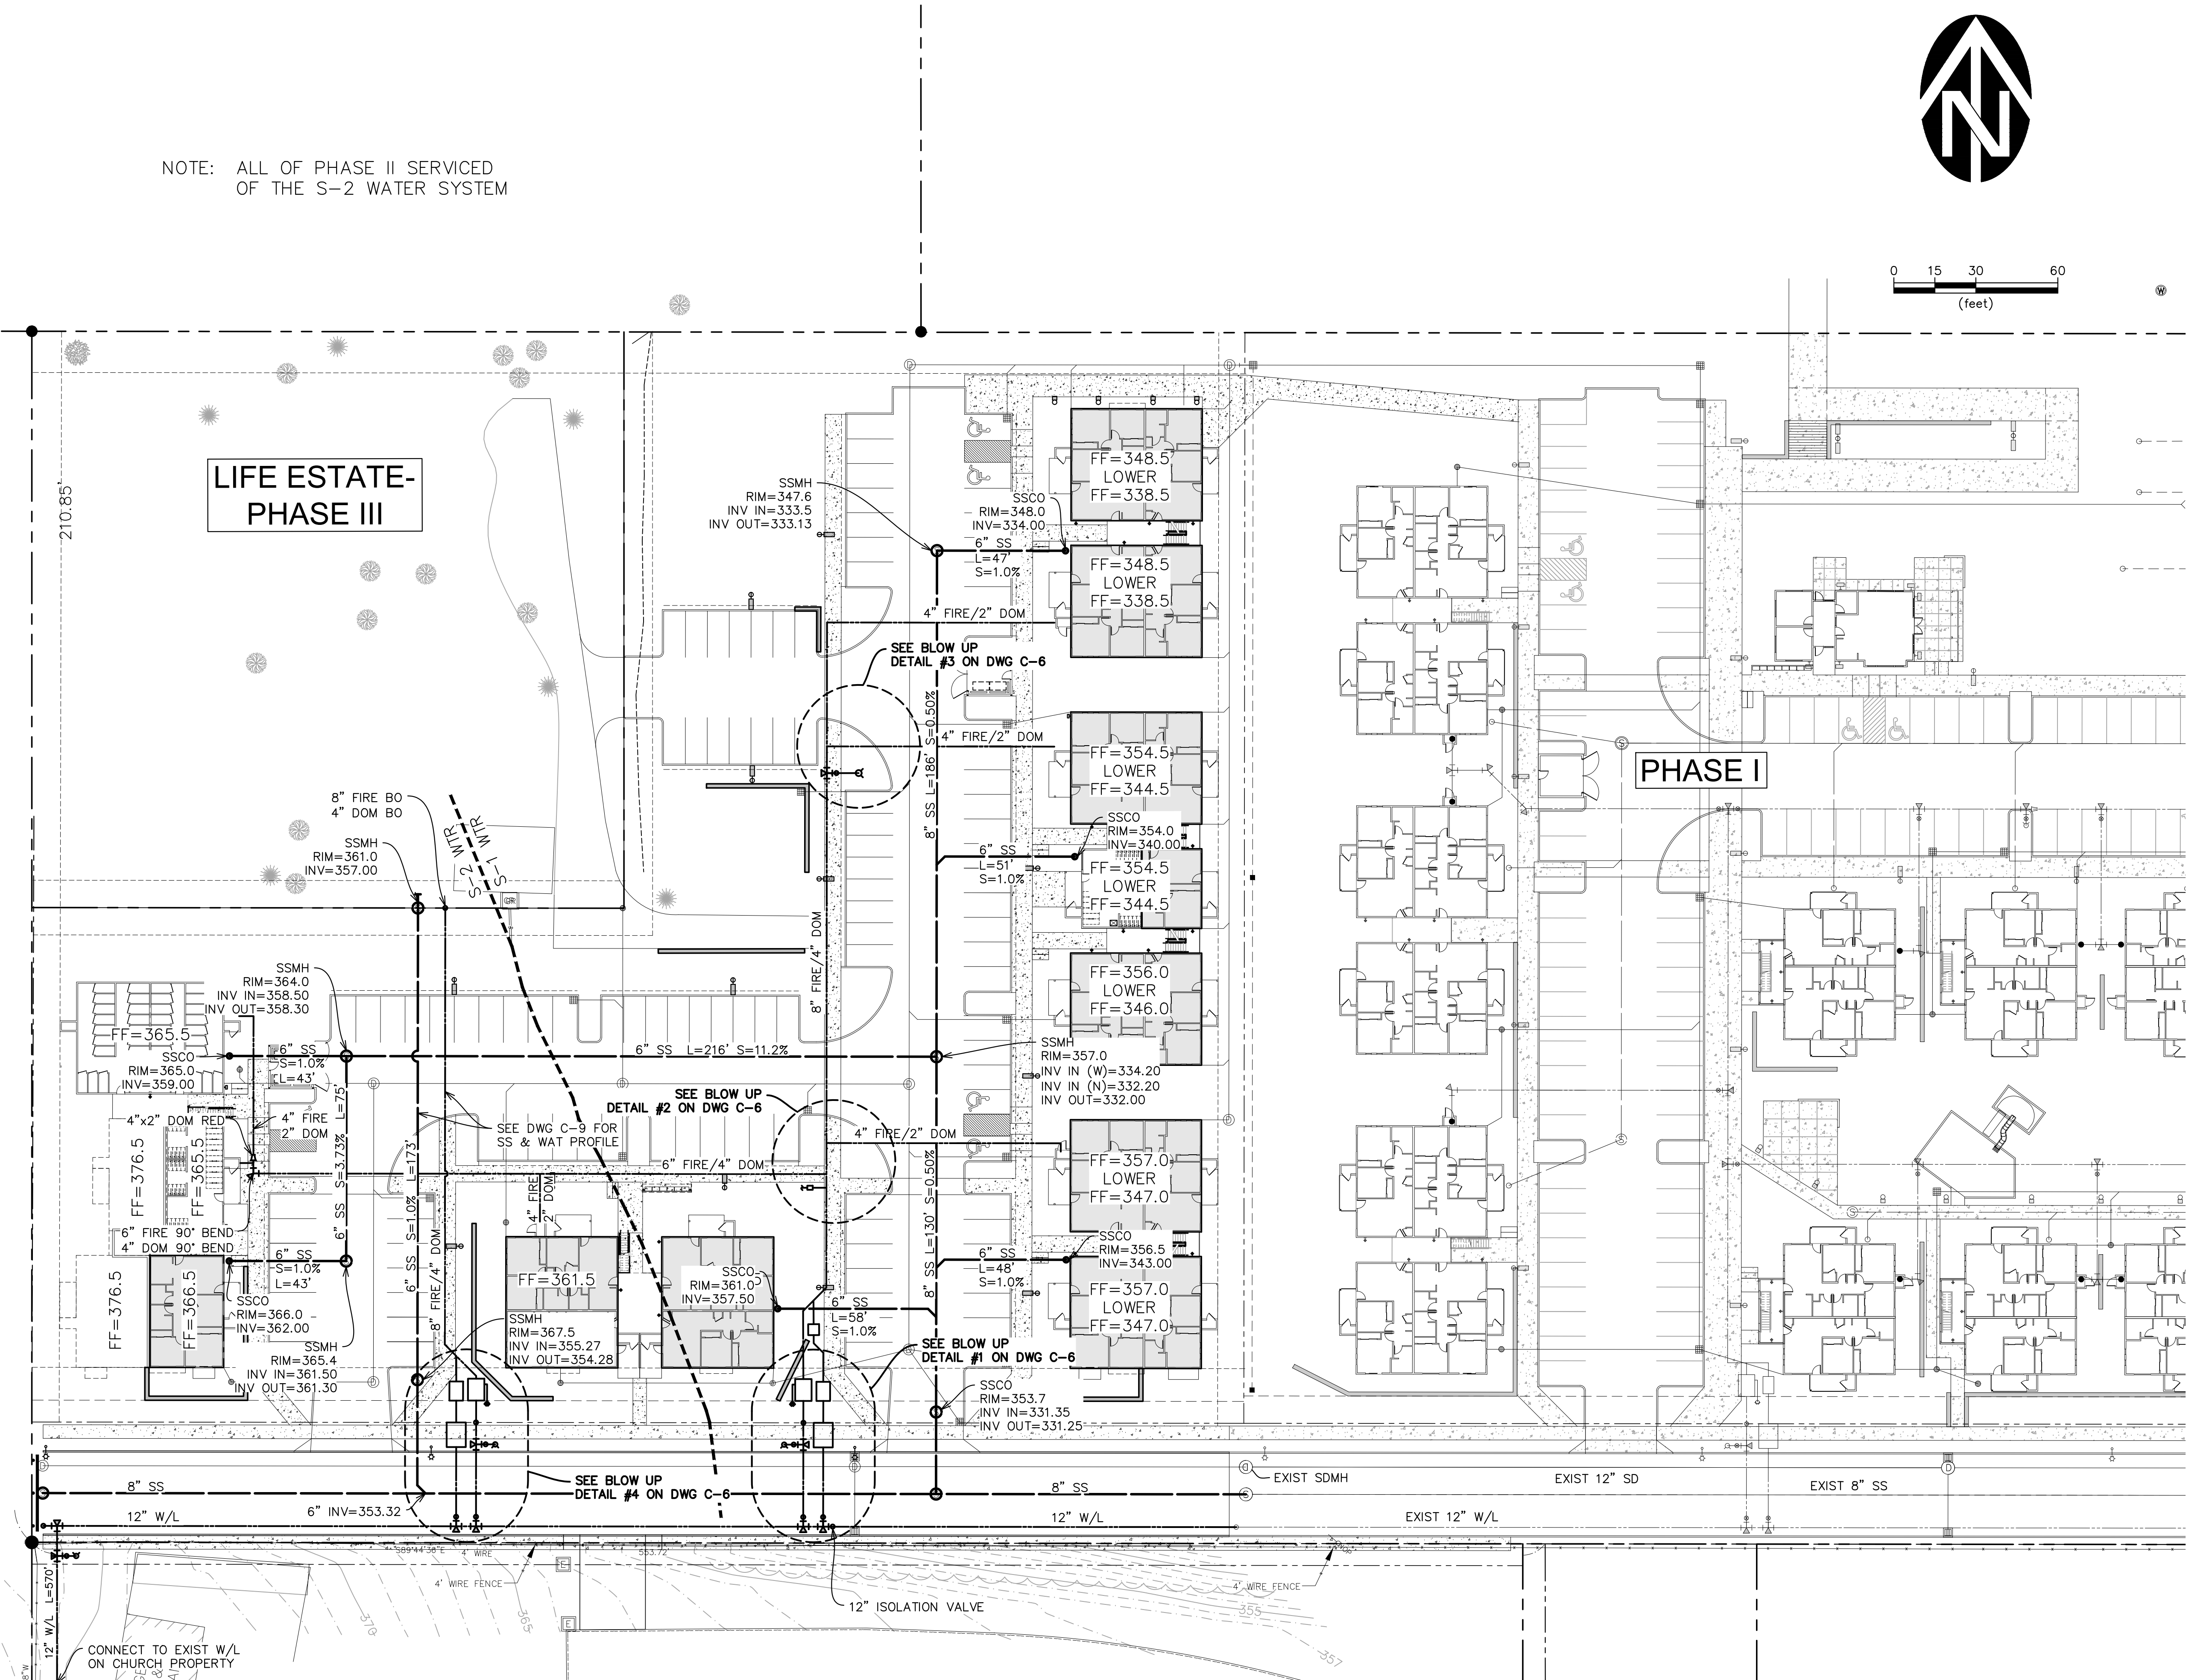 NOTE: ALL OF PHASE II SERVICED
OF THE S-2 WATER SYSTEM
N
0 15 30 60
(feet)
W
LIFE ESTATE-
PHASE III
210.85'
D
D
SSMH
RIM=347.6
INV IN=333.5
INV OUT=333.13
SSCO
RIM=348.0
INV=334.00
6" SS
L=47'
S=1.0%
FF=348.5
LOWER
FF=338.5
FF=348.5
LOWER
FF=338.5
4" FIRE/2" DOM
SEE BLOW UP
DETAIL #3 ON DWG C-6
8" SS L=186' S=0.50%
4" FIRE/2" DOM
FF=354.5
LOWER
FF=344.5
PHASE I
S
8" FIRE BO
4" DOM BO
SSMH
RIM=361.0
INV=357.00
S-2 WTR
S-1 WTR
SSCO
RIM=354.0
INV=340.00
6" SS
L=51'
S=1.0%
FF=354.5
LOWER
FF=344.5
8" FIRE/4" DOM
SSMH
RIM=364.0
INV IN=358.50
INV OUT=358.30
FF=356.0
LOWER
FF=346.0
FF=365.5
SSCO
RIM=365.0
INV=359.00
6" SS
S=1.0%
L=43'
6" SS L=216' S=11.2%
SSMH
RIM=357.0
INV IN (W)=334.20
INV IN (N)=332.20
INV OUT=332.00
D
D
D
D
SEE BLOW UP
DETAIL #2 ON DWG C-6
4"x2" DOM RED
4" FIRE
2" DOM
SEE DWG C-9 FOR
SS & WAT PROFILE
6" SS S=3.73% L=75'
6" SS S=1.0% L=173'
4" FIRE/2" DOM
6" FIRE/4" DOM
FF=376.5
FF=365.5
4" FIRE
2" DOM
FF=357.0
LOWER
FF=347.0
S
S
6" FIRE 90° BEND
4" DOM 90° BEND
8" FIRE/4" DOM
8" SS L=130' S=0.50%
6" SS
S=1.0%
L=43'
FF=376.5
FF=366.5
SSCO
RIM=366.0
INV=362.00
FF=361.5
SSCO
RIM=361.0
INV=357.50
6" SS
L=58'
S=1.0%
6" SS
L=48'
S=1.0%
SSCO
RIM=356.5
INV=343.00
FF=357.0
LOWER
FF=347.0
SSMH
RIM=367.5
INV IN=355.27
INV OUT=354.28
SSMH
RIM=365.4
INV IN=361.50
INV OUT=361.30
D
SEE BLOW UP
DETAIL #1 ON DWG C-6
SSCO
RIM=353.7
INV IN=331.35
INV OUT=331.25
D
D
D
D
EXIST SDMH
EXIST 12" SD
SEE BLOW UP
DETAIL #4 ON DWG C-6
8" SS
8" SS
S
EXIST 8" SS
6" INV=353.32
12" W/L
12" W/L
EXIST 12" W/L
S89°44'38"E
4' WIRE
553.72
E
4' WIRE FENCE
4' WIRE FENCE
12" ISOLATION VALVE
E
370
365
355
357
12" W/L L=570'
CONNECT TO EXIST W/L
ON CHURCH PROPERTY
8"W